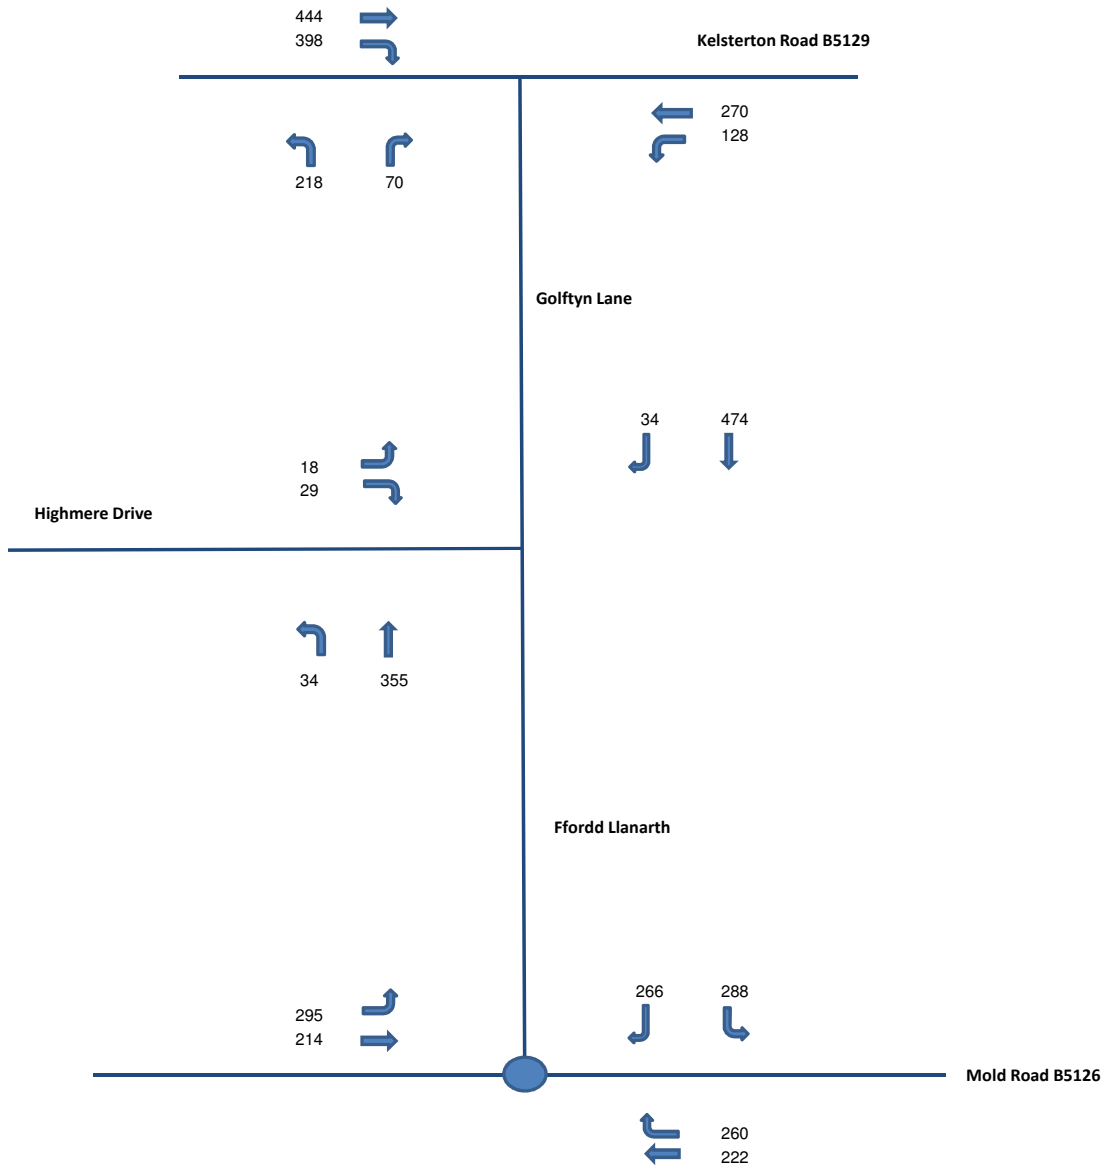 444
398
Kelsterton Road B5129
270
128
218 70
Golftyn Lane
34 474
18
29
Highmere Drive
34 355
Ffordd Llanarth
266 288
295
214
Mold Road B5126
260
222